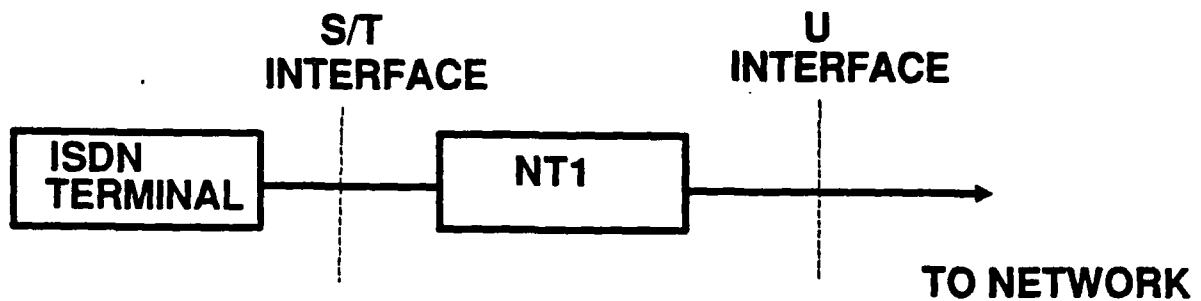 S/T
INTERFACE
U
INTERFACE
ISDN
TERMINAL
NT1
TO NETWORK